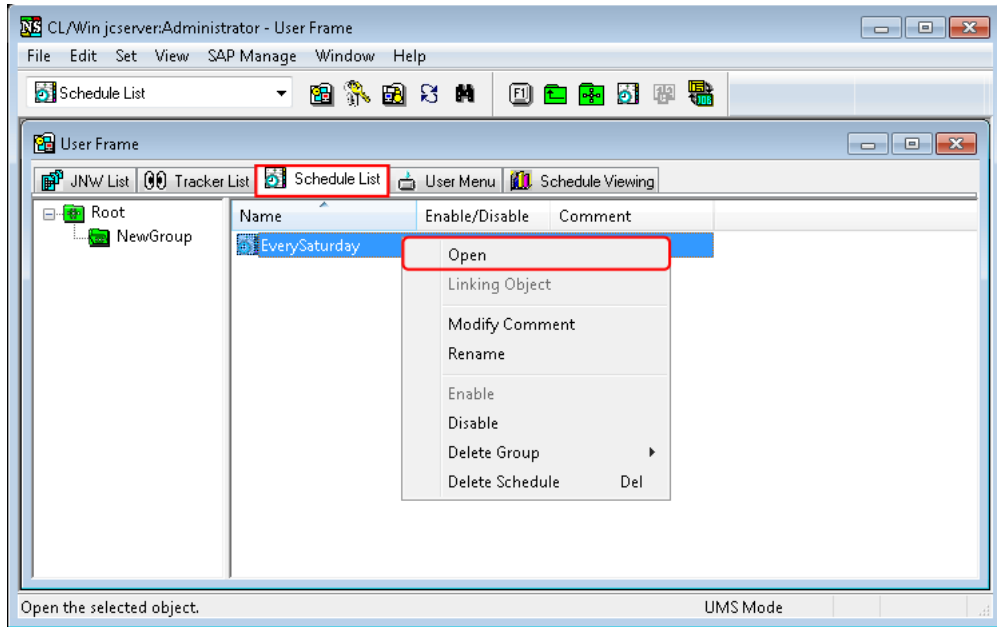 CL/Win jcserver:Administrator - User Frame
File Edit Set View SAP Manage Window Help
Schedule List
F1
User Frame
JNW List Tracker List Schedule List User Menu Schedule Viewing
Root
NewGroup
Name Enable/Disable Comment
EverySaturday
Open
Linking Object
Modify Comment
Rename
Enable
Disable
Delete Group
Delete Schedule Del
Open the selected object. UMS Mode